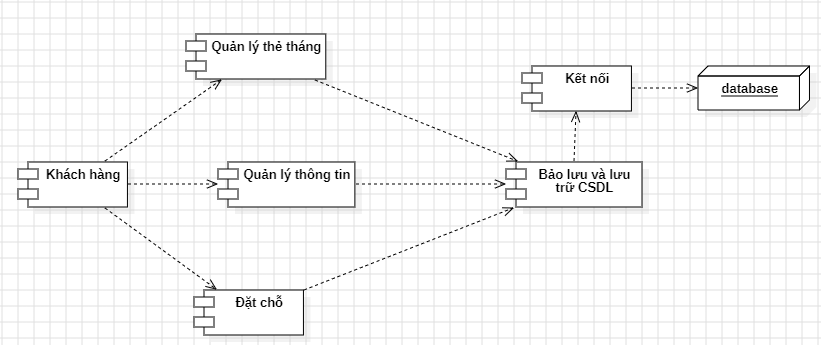 Quản lý thẻ tháng
Kết nối
database
Khách hàng
Quản lý thông tin
Bảo lưu và lưu
trữ CSDL
Đặt chỗ